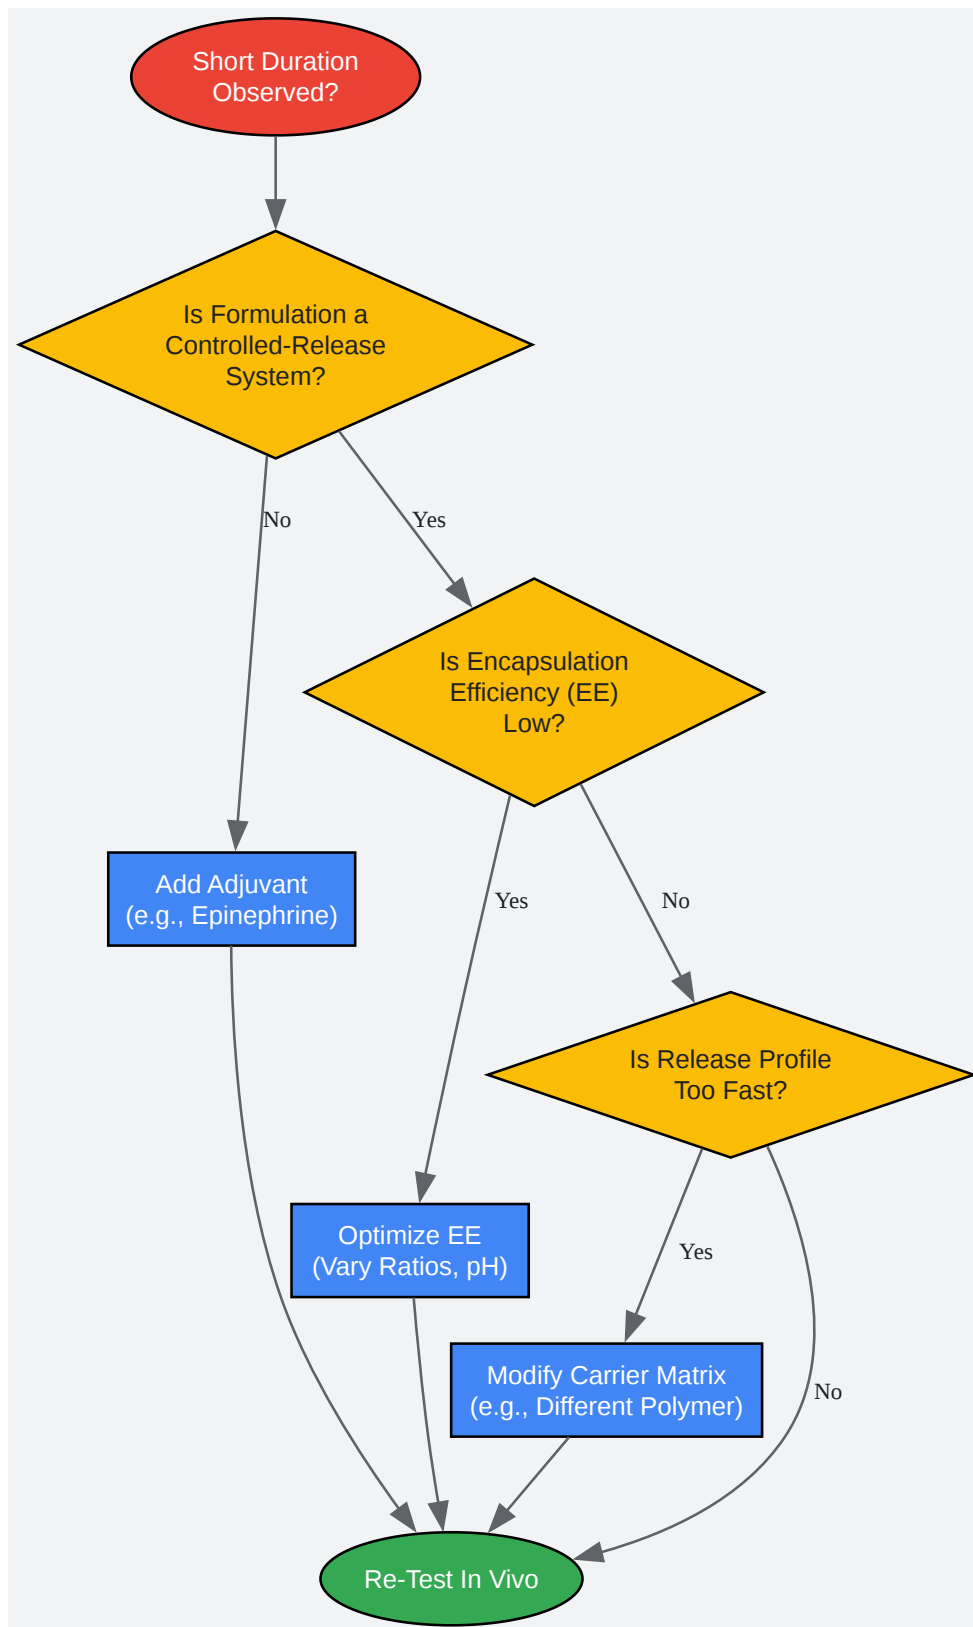 Short Duration
Observed?
Is Formulation a
Controlled-Release
System?
No
Yes
Is Encapsulation
Efficiency (EE)
Low?
Add Adjuvant
(e.g., Epinephrine)
Yes
No
Is Release Profile
Too Fast?
Optimize EE
(Vary Ratios, pH)
Yes
Modify Carrier Matrix
(e.g., Different Polymer)
No
Re-Test In Vivo